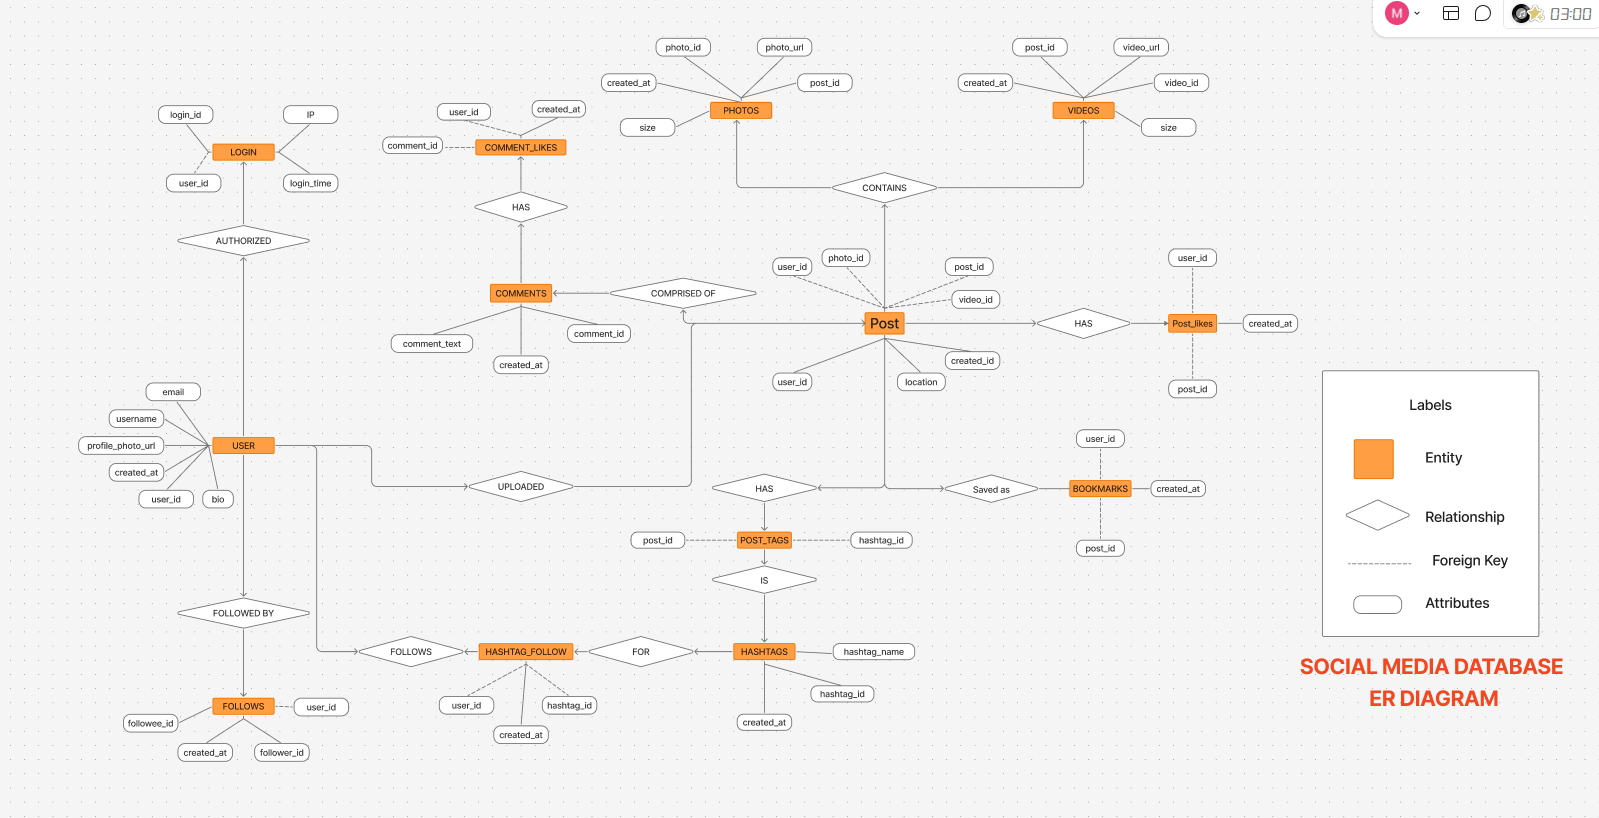 M
03:00
photo_id
photo_url
created_at
post_id
PHOTOS
size
post_id
video_url
created_at
video_id
VIDEOS
size
login_id
IP
LOGIN
user_id
login_time
user_id
created_at
comment_id
COMMENT_LIKES
HAS
CONTAINS
AUTHORIZED
user_id
photo_id
post_id
video_id
user_id
COMMENTS
COMPRISED OF
Post
HAS
Post_likes
created_at
comment_text
comment_id
created_at
user_id
location
created_id
post_id
email
username
profile_photo_url
USER
created_at
user_id
bio
UPLOADED
HAS
Saved as
user_id
BOOKMARKS
created_at
post_id
post_id
POST_TAGS
hashtag_id
IS
FOLLOWED BY
FOLLOWS
HASHTAG_FOLLOW
FOR
HASHTAGS
hashtag_name
user_id
hashtag_id
created_at
hashtag_id
created_at
FOLLOWS
user_id
followee_id
created_at
follower_id
Labels
Entity
Relationship
Foreign Key
Attributes
SOCIAL MEDIA DATABASE
ER DIAGRAM